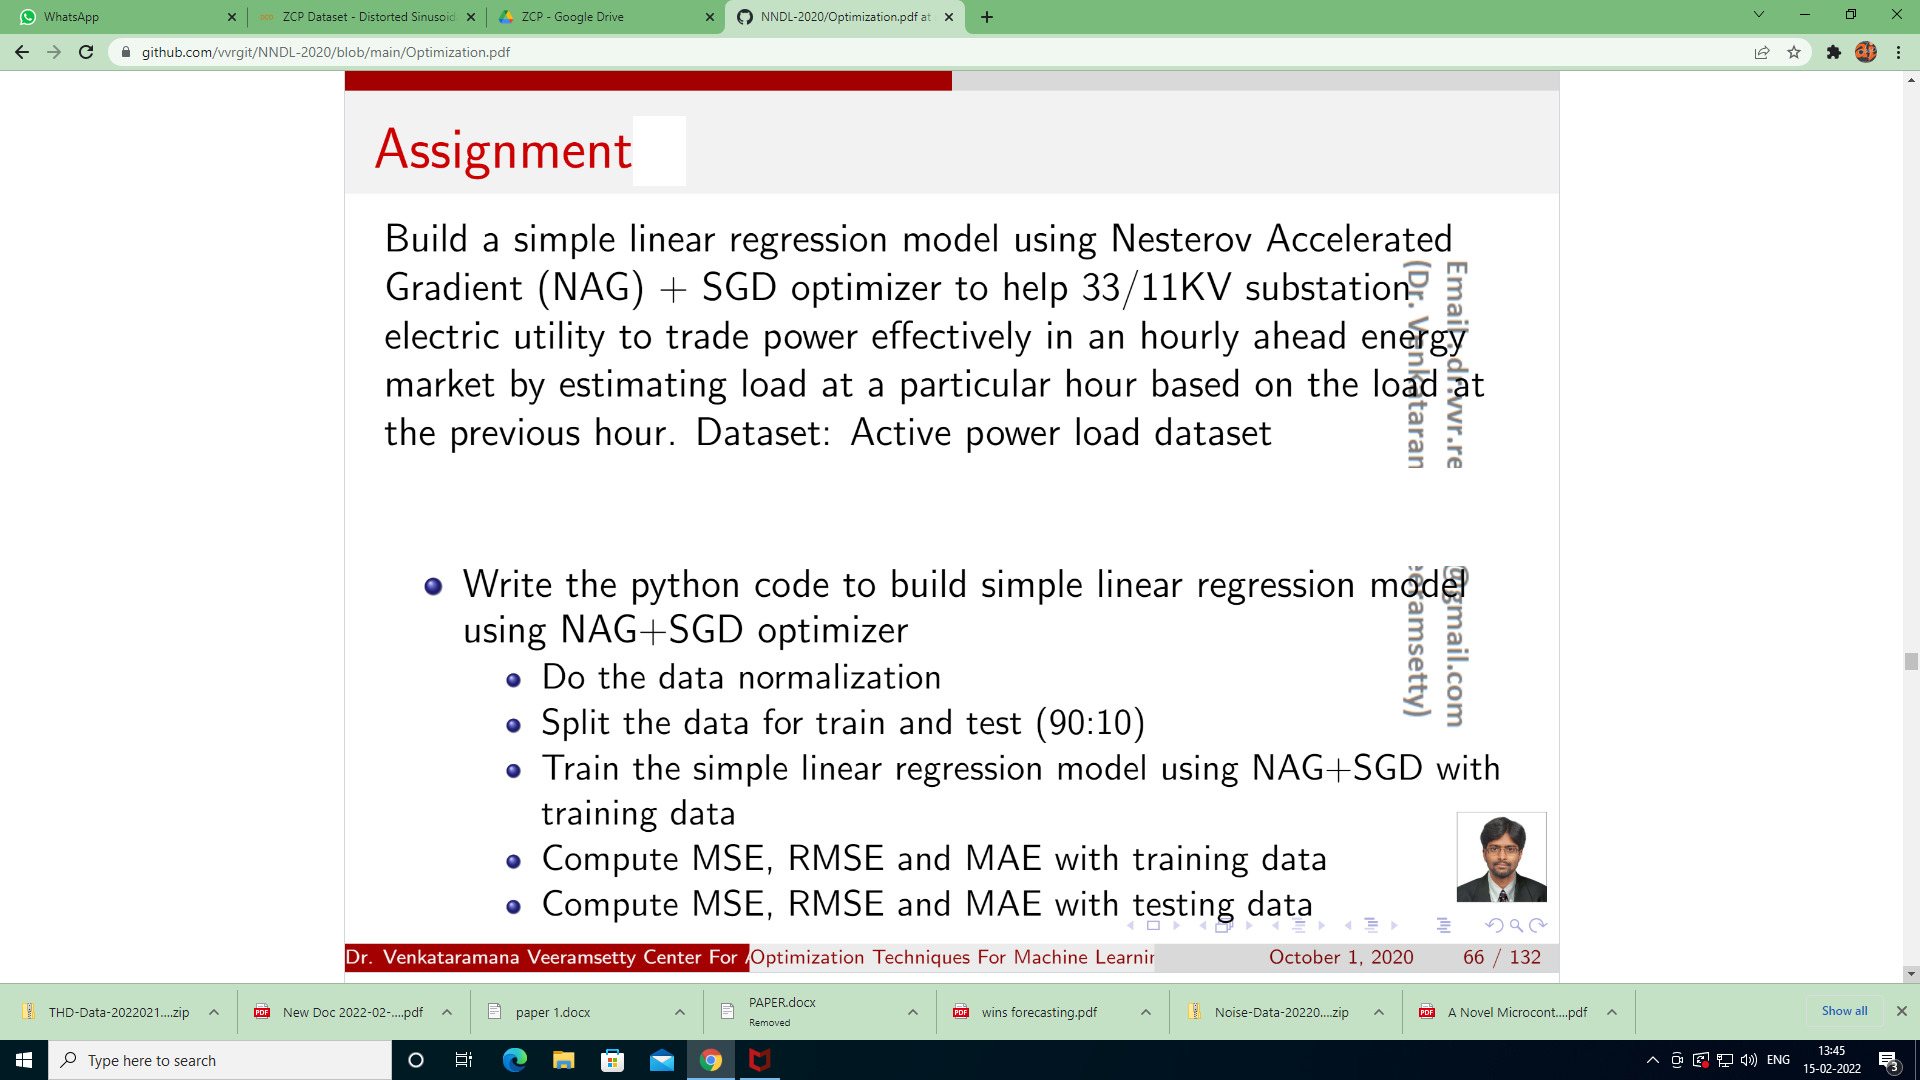 WhatsApp
ZCP Dataset - Distorted Sinusoid
ZCP - Google Drive
NNDL-2020/Optimization.pdf at
github.com/vvrgit/NNDL-2020/blob/main/Optimization.pdf
Assignment
Build a simple linear regression model using Nesterov Accelerated
Gradient (NAG) + SGD optimizer to help 33/11KV substation
electric utility to trade power effectively in an hourly ahead energy
market by estimating load at a particular hour based on the load at
the previous hour. Dataset: Active power load dataset
Write the python code to build simple linear regression model
using NAG+SGD optimizer
Do the data normalization
Split the data for train and test (90:10)
Train the simple linear regression model using NAG+SGD with
training data
Compute MSE, RMSE and MAE with training data
Compute MSE, RMSE and MAE with testing data
Email:dr.vvr.re
(Dr. Venkataran
@gmail.com
eramsetty)
Dr. Venkataramana Veeramsetty Center For A
Optimization Techniques For Machine Learnin
October 1, 2020
66 / 132
THD-Data-2022021....zip
New Doc 2022-02-....pdf
paper 1.docx
PAPER.docx
Removed
wins forecasting.pdf
Noise-Data-20220....zip
A Novel Microcont....pdf
Show all
Type here to search
ENG
13:45
15-02-2022
3